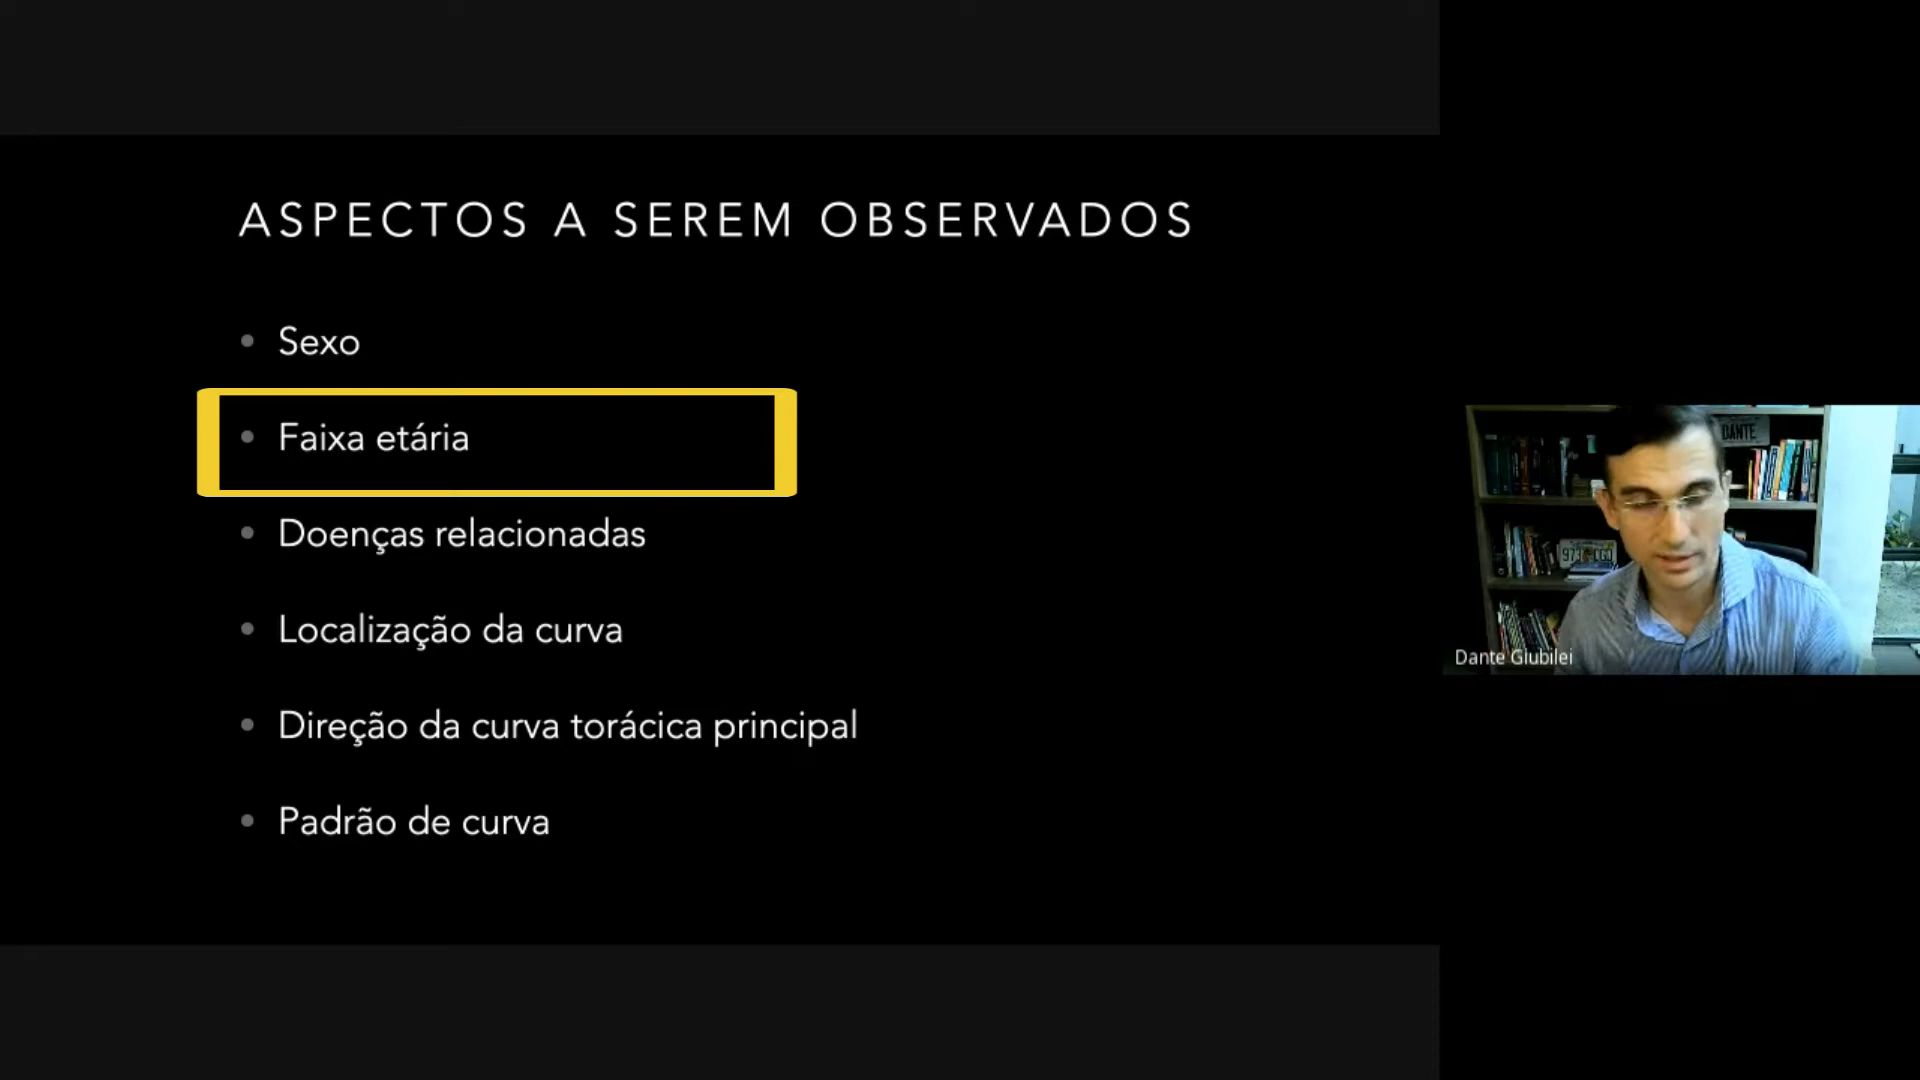 ASPECTOS A SEREM OBSERVADOS
Sexo
Faixa etária
Doenças relacionadas
Localização da curva
Direção da curva torácica principal
Padrão de curva
DANTE
Dante Giubilei